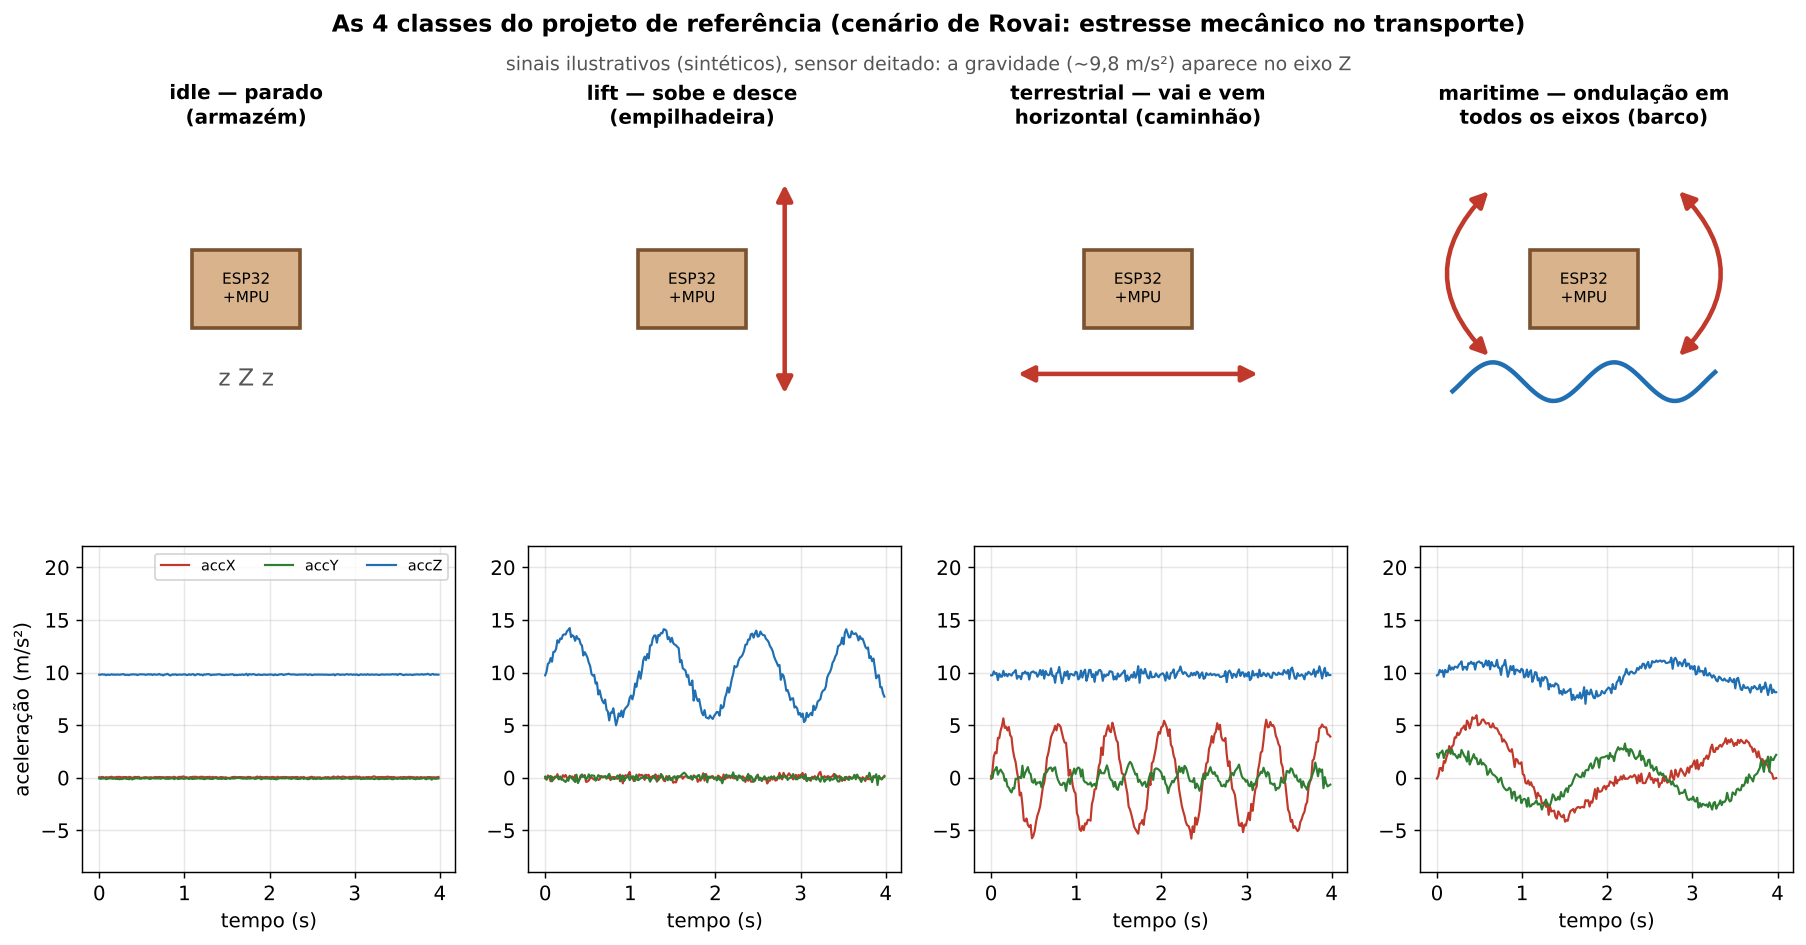 As 4 classes do projeto de referência (cenário de Rovai: estresse mecânico no transporte)
sinais ilustrativos (sintéticos), sensor deitado: a gravidade (~9,8 m/s²) aparece no eixo Z
idle — parado
(armazém)
lift — sobe e desce
(empilhadeira)
terrestrial — vai e vem
horizontal (caminhão)
maritime — ondulação em
todos os eixos (barco)
ESP32
+MPU
z Z z
ESP32
+MPU
ESP32
+MPU
ESP32
+MPU
aceleração (m/s²)
20
15
10
5
0
−5
accX accY accZ
0 1 2 3 4
tempo (s)
20
15
10
5
0
−5
0 1 2 3 4
tempo (s)
20
15
10
5
0
−5
0 1 2 3 4
tempo (s)
20
15
10
5
0
−5
0 1 2 3 4
tempo (s)